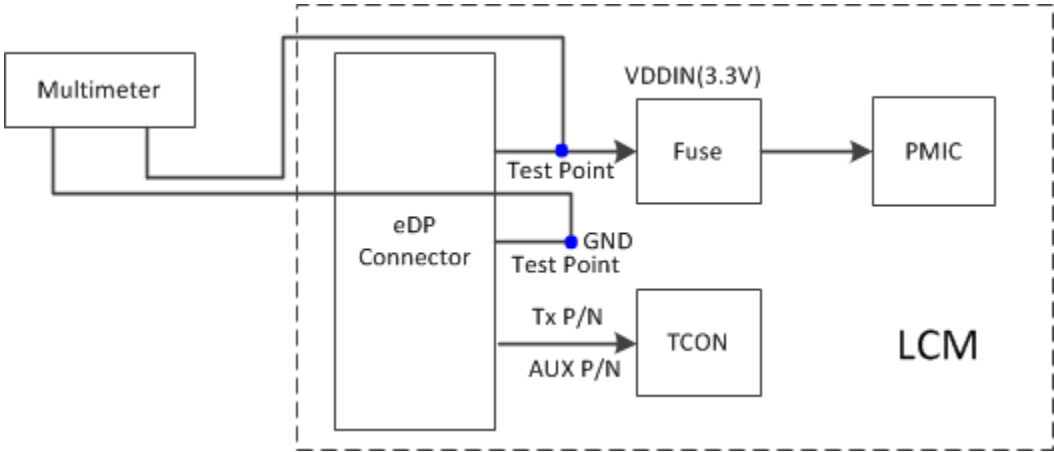 Multimeter
VDDIN(3.3V)
Fuse
PMIC
Test Point
eDP
Connector
GND
Test Point
Tx P/N
AUX P/N
TCON
LCM